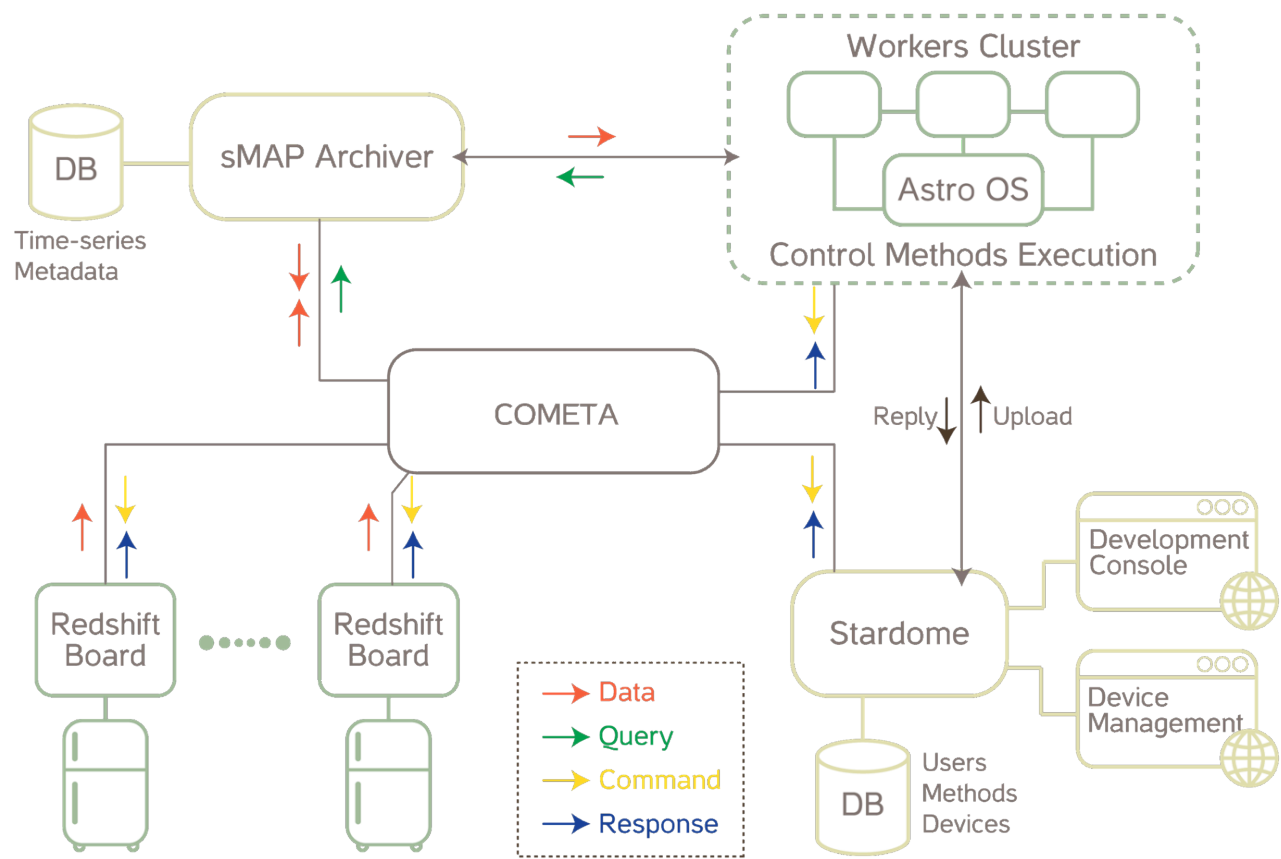 Workers Cluster
sMAP Archiver
DB
Astro OS
Time-series
Metadata
Control Methods Execution
COMETA
Reply
Upload
Development
Console
Redshift
Board
Redshift
Board
Stardome
Data
Device
Management
Query
Users
Methods
Devices
Command
DB
Response